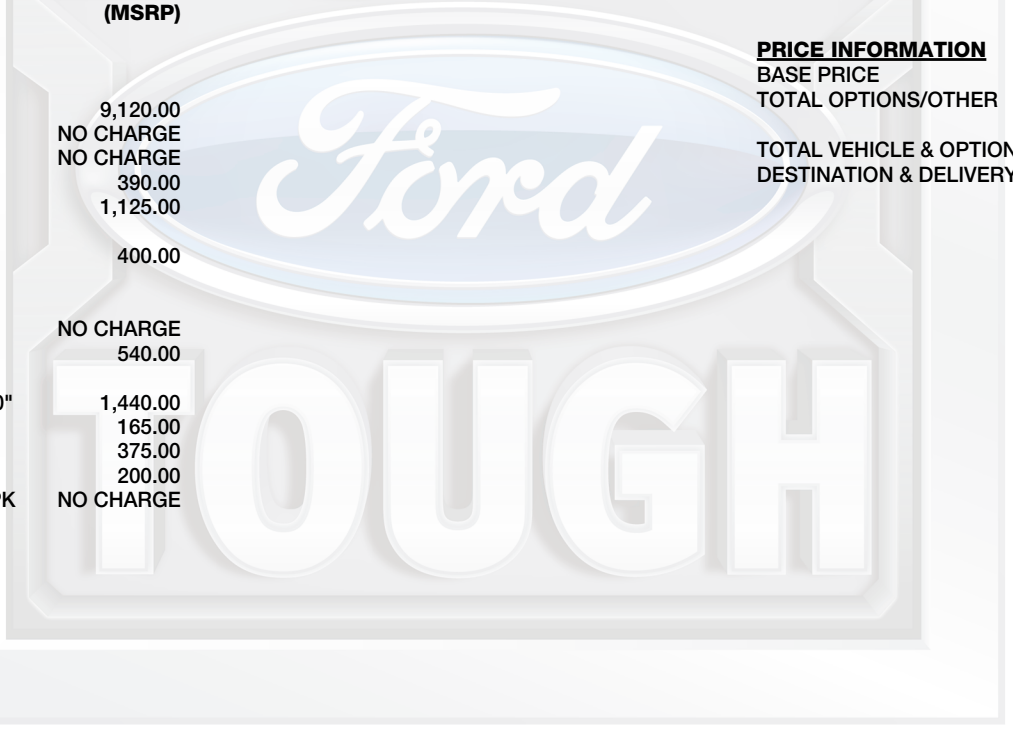 (MSRP)
9,120.00
NO CHARGE
NO CHARGE
390.00
1,125.00
400.00
NO CHARGE
540.00
0" 1,440.00
165.00
375.00
200.00
PK NO CHARGE
PRICE INFORMATION
BASE PRICE
TOTAL OPTIONS/OTHER
TOTAL VEHICLE & OPTION
DESTINATION & DELIVERY
Ford
TOUGH